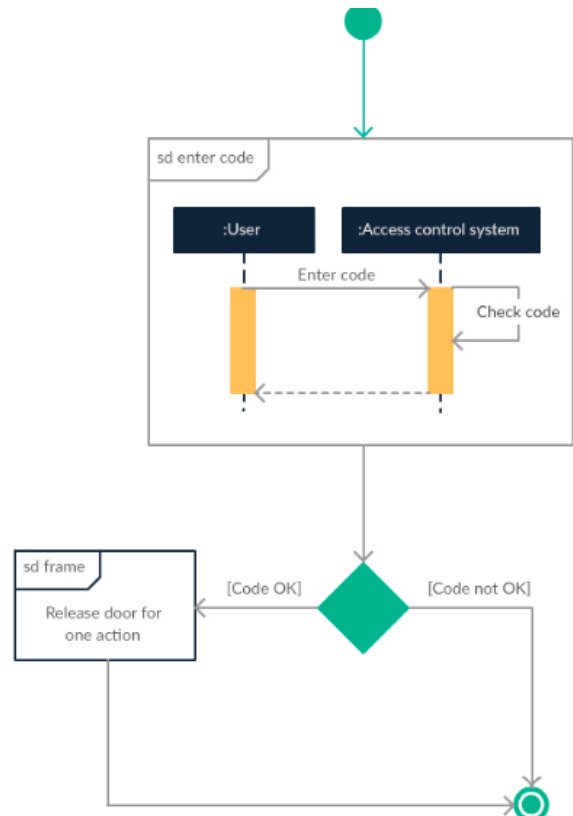 sd enter code
:User
:Access control system
Enter code
Check code
sd frame
[Code OK]
[Code not OK]
Release door for
one action